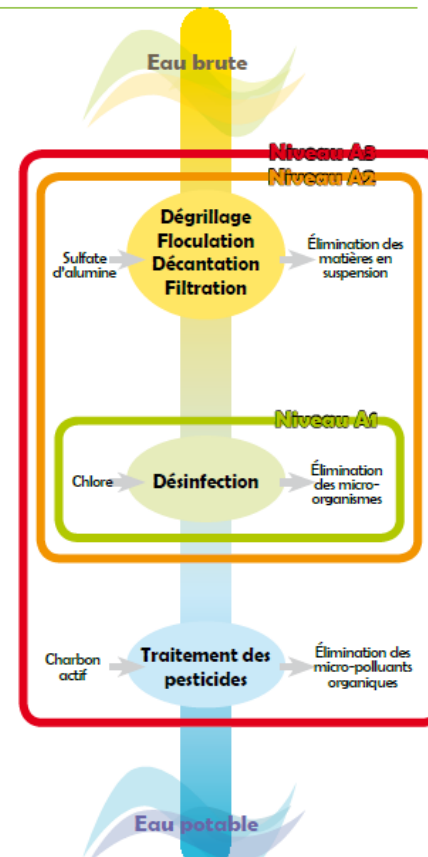 Eau brute
Niveau A3
Niveau A2
Dégrillage
Floculation
Décantation
Filtration
Sulfate
d'alumine
Élimination des
matières en
suspension
Niveau A1
Chlore
Désinfection
Élimination
des micro-
organismes
Charbon
actif
Traitement des
pesticides
Élimination des
micro-polluants
organiques
Eau potable